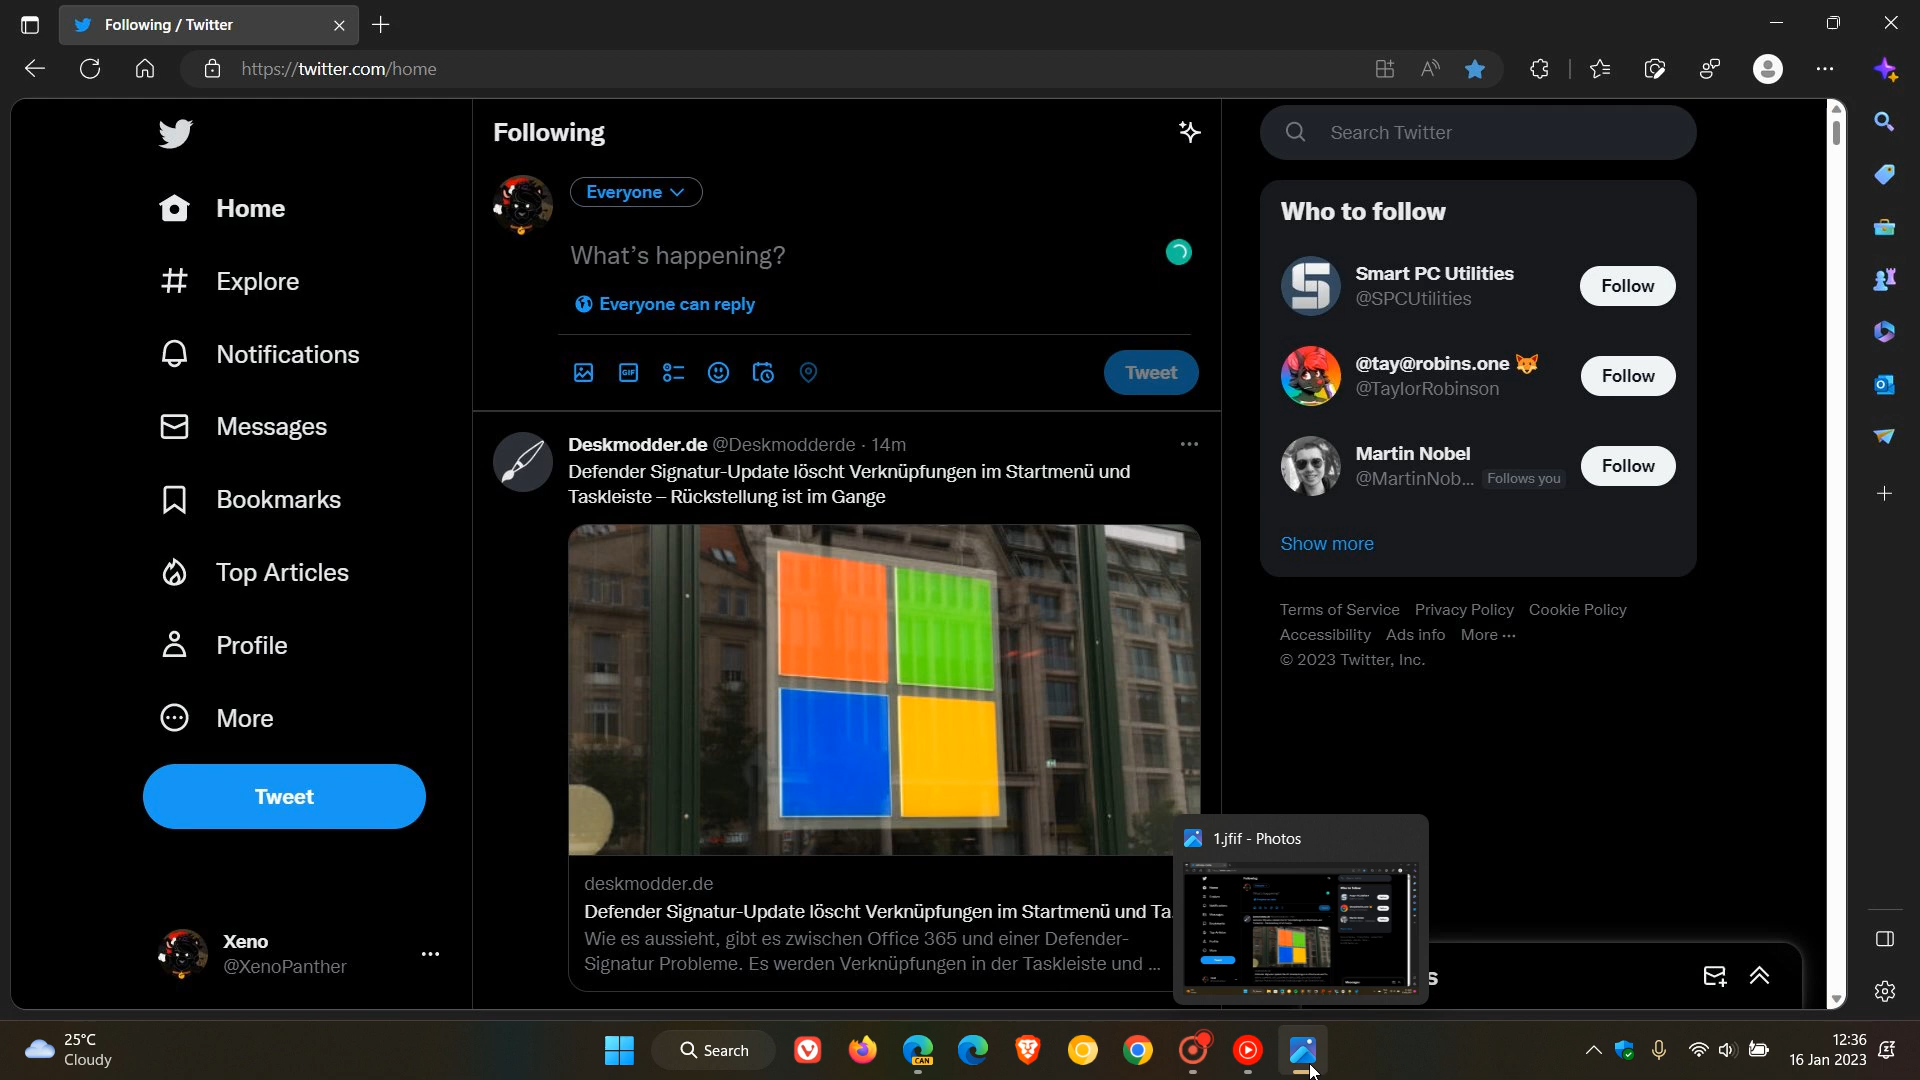 Following / Twitter
https://twitter.com/home
Home
Explore
Notifications
Messages
Bookmarks
Top Articles
Profile
More
Tweet
Xeno
@XenoPanther
Following
Everyone
What's happening?
Everyone can reply
GIF
Tweet
Deskmodder.de @Deskmodderde · 14m
Defender Signatur-Update löscht Verknüpfungen im Startmenü und
Taskleiste – Rückstellung ist im Gange
deskmodder.de
Defender Signatur-Update löscht Verknüpfungen im Startmenü und Ta
Wie es aussieht, gibt es zwischen Office 365 und einer Defender-
Signatur Probleme. Es werden Verknüpfungen in der Taskleiste und ...
Search Twitter
Who to follow
Smart PC Utilities
@SPCUtilities
Follow
@tay@robins.one 🦊
@TaylorRobinson
Follow
Martin Nobel
@MartinNob... Follows you
Follow
Show more
Terms of Service Privacy Policy Cookie Policy
Accessibility Ads info More ···
© 2023 Twitter, Inc.
1.jfif - Photos
s
25°C
Cloudy
Search
CAN
12:36
16 Jan 2023